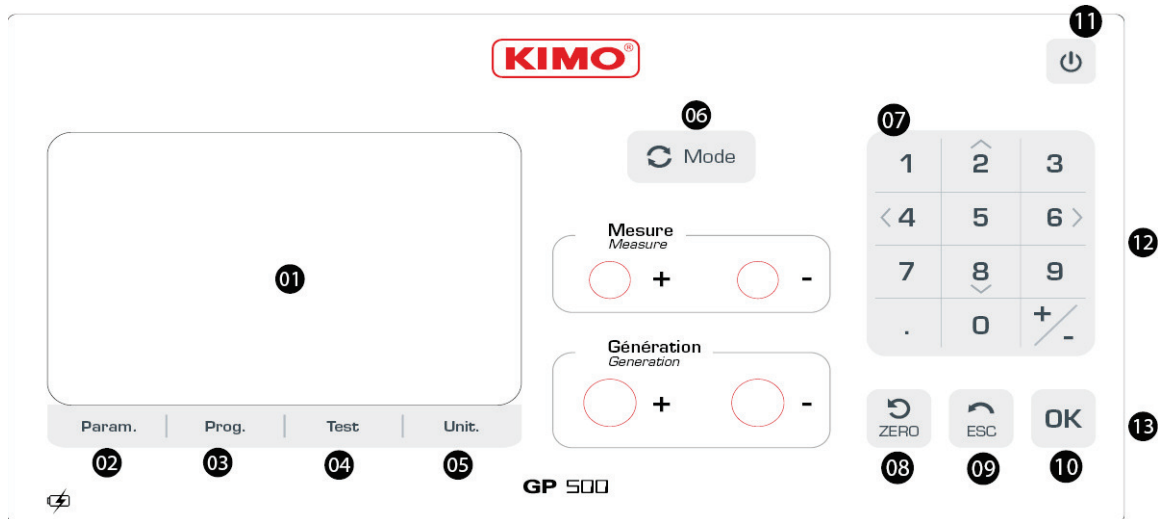 11
KIMO®
06
07
Mode
1 2 3
4 5 6
7 8 9
. 0 +/-
12
Mesure
Measure
+ -
01
Génération
Generation
+ -
Param. Prog. Test Unit.
02 03 04 05
ZERO ESC OK
13
08 09 10
GP 500